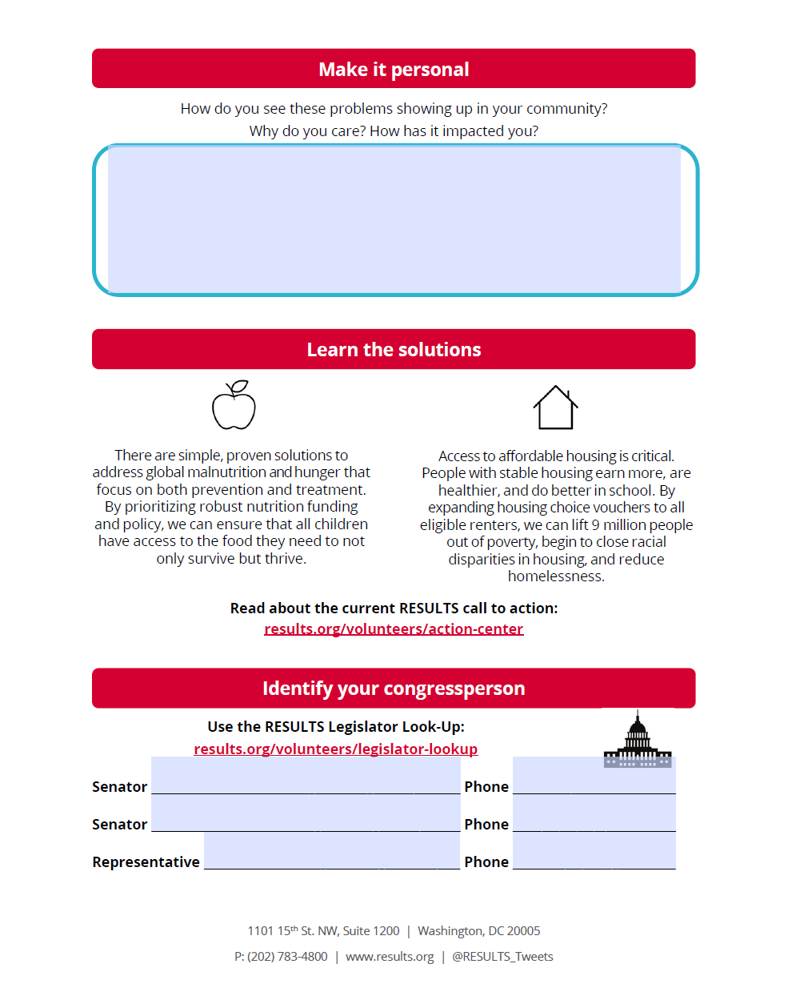 Make it personal
How do you see these problems showing up in your community?
Why do you care? How has it impacted you?
Learn the solutions
There are simple, proven solutions to
address global malnutrition and hunger that
focus on both prevention and treatment.
By prioritizing robust nutrition funding
and policy, we can ensure that all children
have access to the food they need to not
only survive but thrive.
Access to affordable housing is critical.
People with stable housing earn more, are
healthier, and do better in school. By
expanding housing choice vouchers to all
eligible renters, we can lift 9 million people
out of poverty, begin to close racial
disparities in housing, and reduce
homelessness.
Read about the current RESULTS call to action:
results.org/volunteers/action-center
Identify your congressperson
Use the RESULTS Legislator Look-Up:
results.org/volunteers/legislator-lookup
Senator Phone
Senator Phone
Representative Phone
1101 15th St. NW, Suite 1200 | Washington, DC 20005
P: (202) 783-4800 | www.results.org | @RESULTS_Tweets